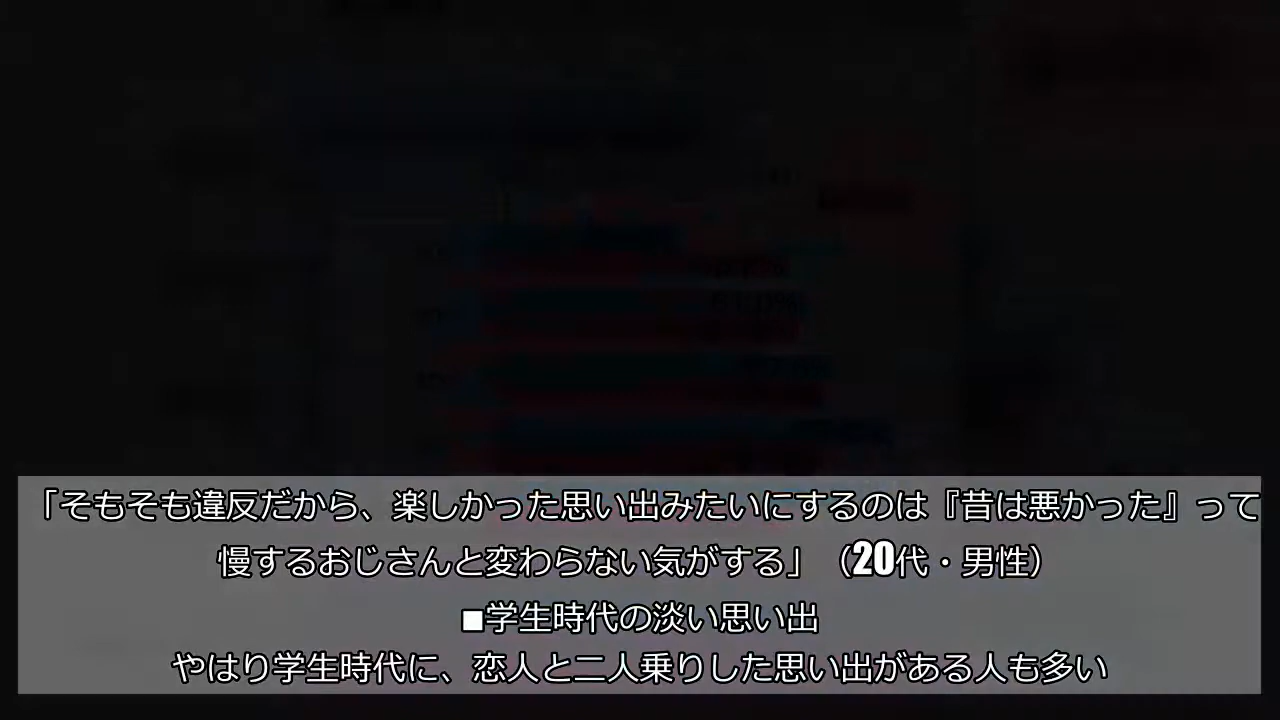 「そもそも違反だから、楽しかった思い出みたいにするのは『昔は悪かった』って
慢するおじさんと変わらない気がする」（20代・男性）
■学生時代の淡い思い出
やはり学生時代に、恋人と二人乗りした思い出がある人も多い